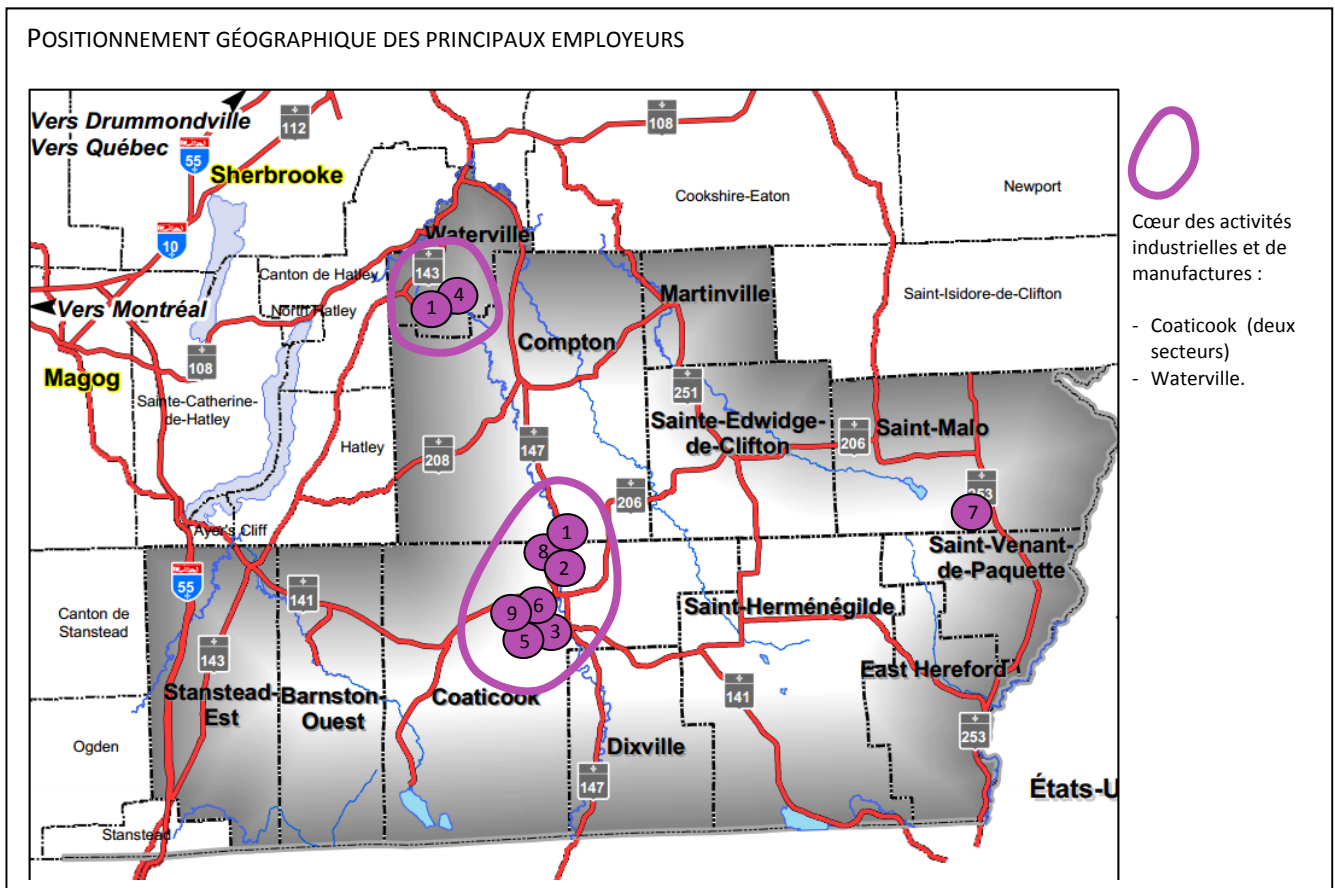 POSITIONNEMENT GÉOGRAPHIQUE DES PRINCIPAUX EMPLOYEURS
Vers Drummondville
Vers Québec
112
108
55
Sherbrooke
Cookshire-Eaton
Newport
10
Waterville
Canton de Hatley
143
Martinville
Saint-Isidore-de-Clifton
Vers Montréal
North Hatley
1
4
Compton
108
Magog
Sainte-Catherine-
de-Hatley
251
Sainte-Edwidge-
de-Clifton
206
Saint-Malo
Hatley
208
147
206
253
7
Ayer's Cliff
1
8
2
Saint-Venant-
de-Paquette
55
141
Canton de
Stanstead
9
6
5
3
Saint-Herménégilde
143
East Hereford
Stanstead-
Est
Barnston-
Ouest
Coaticook
141
253
Ogden
Dixville
147
États-U
Stanstead
Cœur des activités
industrielles et de
manufactures :
- Coaticook (deux
secteurs)
- Waterville.